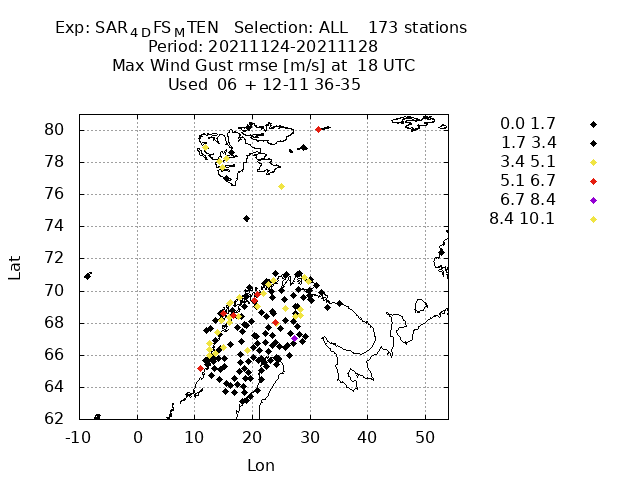 Exp: SAR4DFSMTEN Selection: ALL 173 stations
Period: 20211124-20211128
Max Wind Gust rmse [m/s] at 18 UTC
Used 06 + 12-11 36-35
0.0 1.7
1.7 3.4
3.4 5.1
5.1 6.7
6.7 8.4
8.4 10.1
Lat
80
78
76
74
72
70
68
66
64
62
-10 0 10 20 30 40 50
Lon